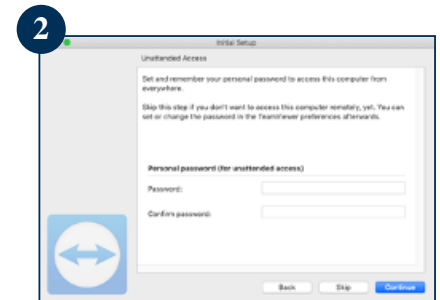 2
Initial Setup
Unattended Access
Set and remember your personal password to access this computer from
everywhere.
Skip this step if you don't want to access this computer remotely, yet. You can
set or change the password in the TeamViewer preferences afterwards.
Personal password (for unattended access)
Password:
Confirm password:
Back Skip Continue